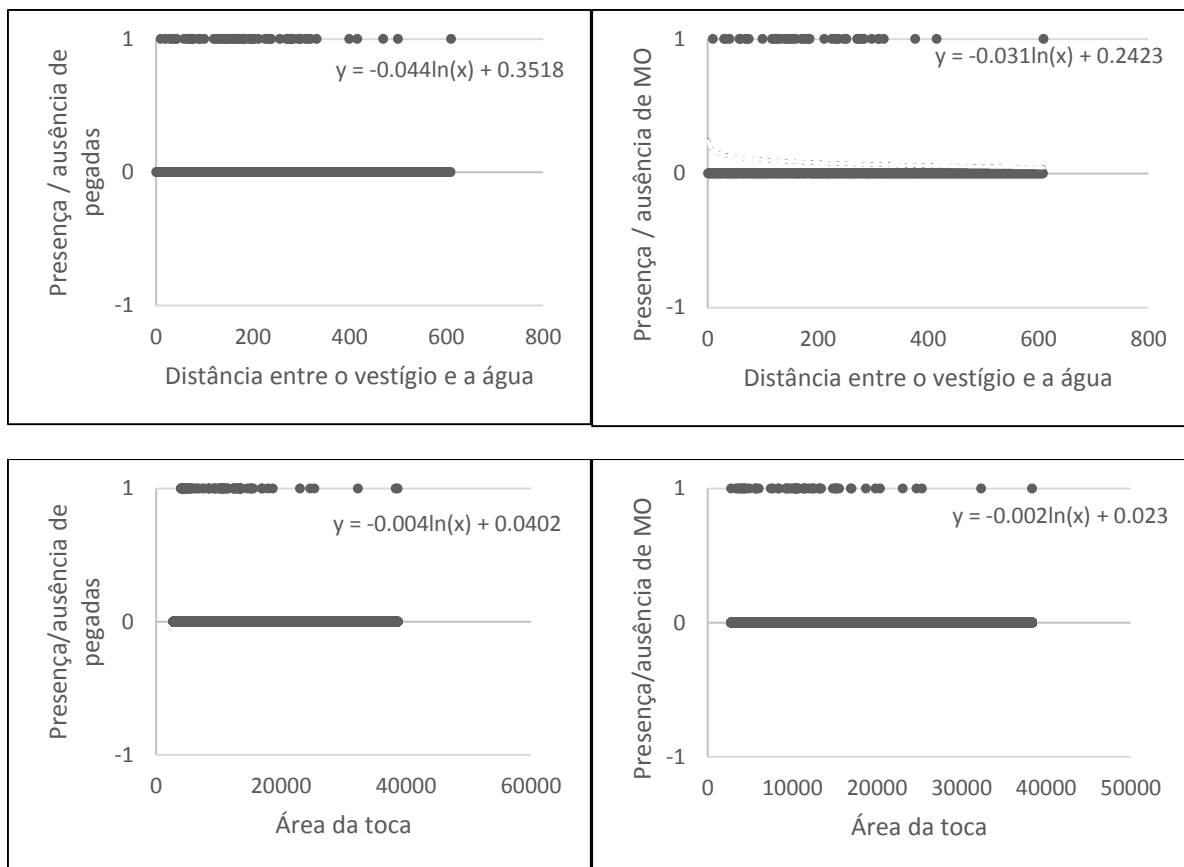 Presença / ausência de
pegadas
1
0
-1
y = -0.044ln(x) + 0.3518
0 200 400 600 800
Distância entre o vestígio e a água
Presença / ausência de MO
1
0
-1
y = -0.031ln(x) + 0.2423
0 200 400 600 800
Distância entre o vestígio e a água
Presença/ausência de
pegadas
1
0
-1
y = -0.004ln(x) + 0.0402
0 20000 40000 60000
Área da toca
Presença/ausência de MO
1
0
-1
y = -0.002ln(x) + 0.023
0 10000 20000 30000 40000 50000
Área da toca